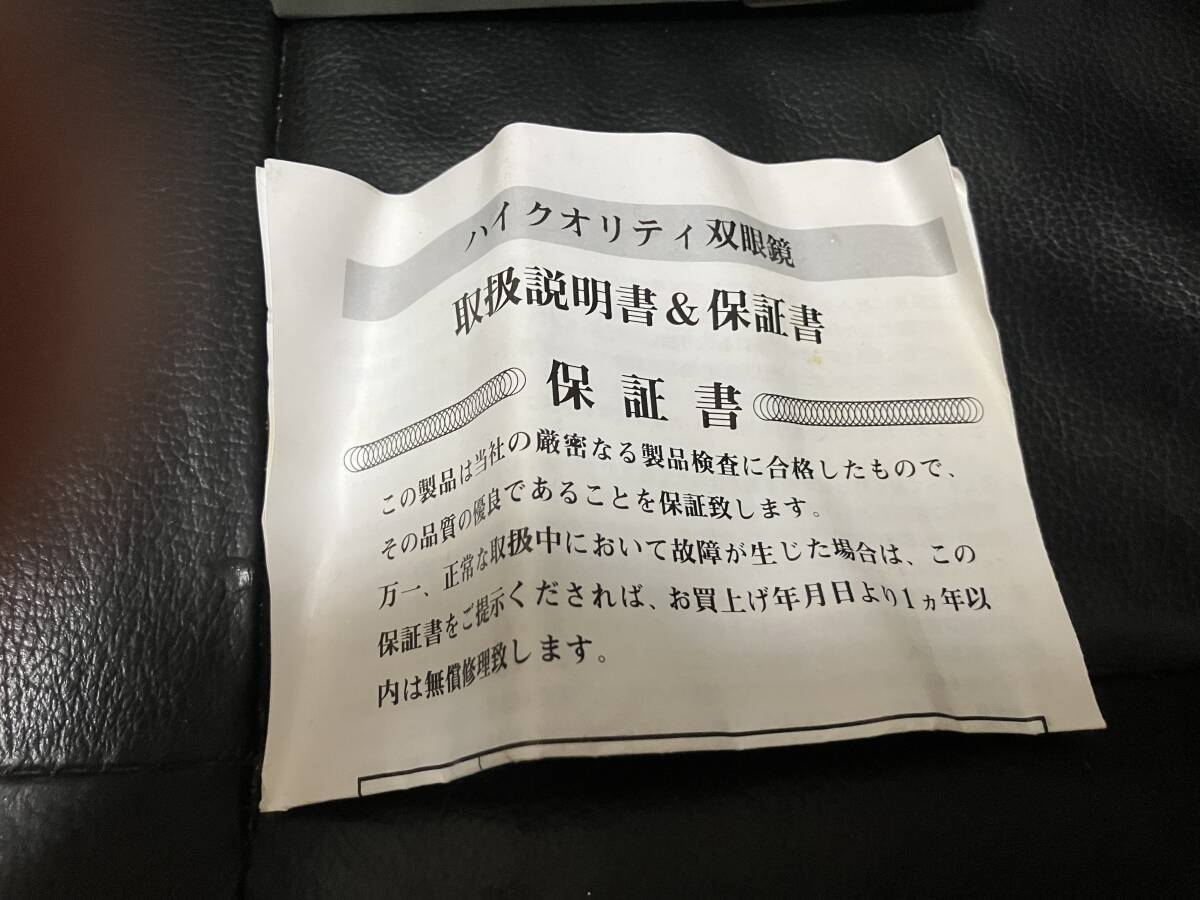 ハイクオリティ双眼鏡
取扱説明書&保証書
保証書
この製品は当社の厳密なる製品検査に合格したもので、
その品質の優良であることを保証致します。
万一、正常な取扱中において故障が生じた場合は、この
保証書をご提示くだされば、お買上げ年月日より1ヵ年以
内は無償修理致します。